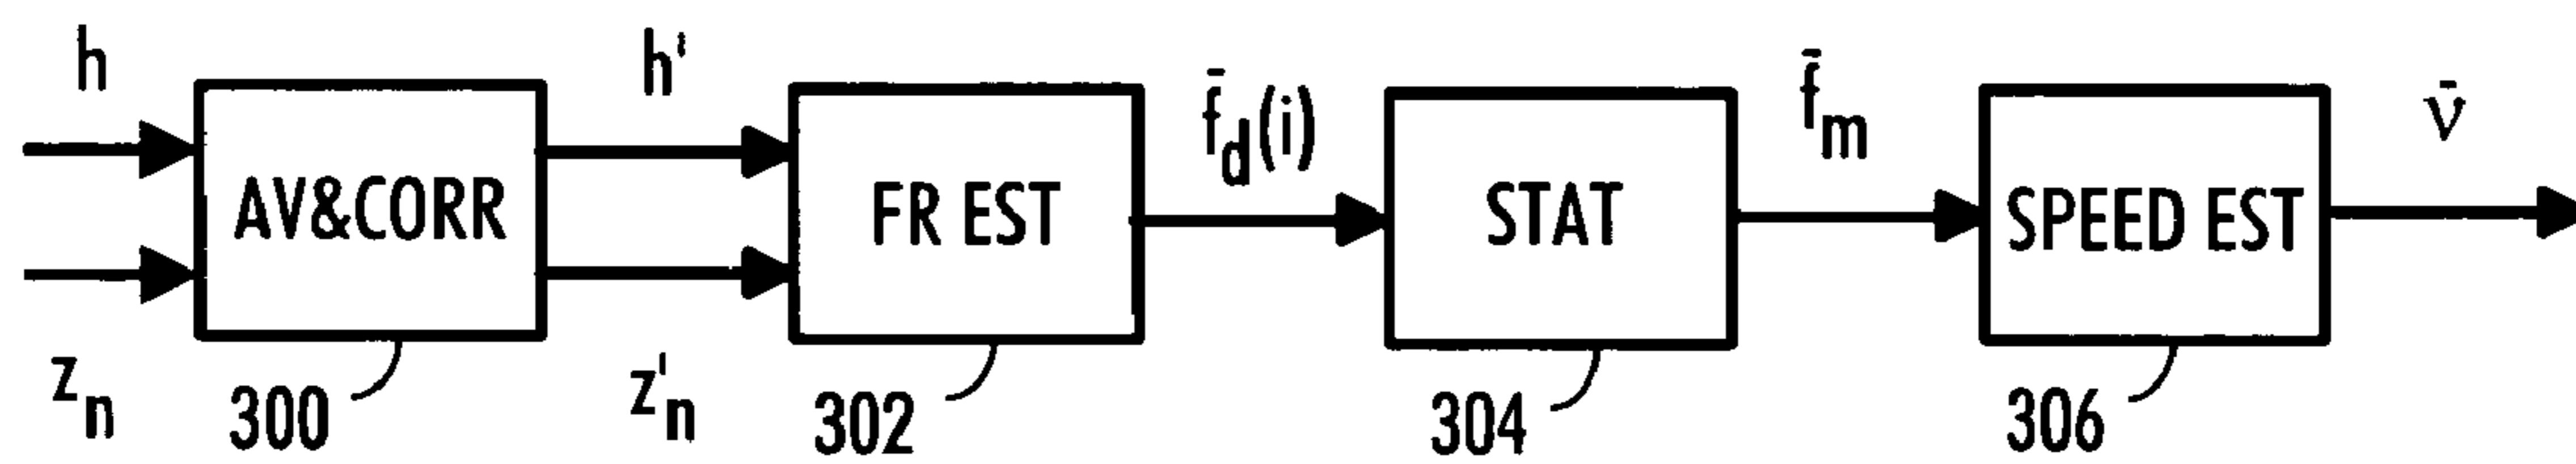 h h' f̄d(i) f̄m v̄
AV&CORR FR EST STAT SPEED EST
zn 300 z'n 302 304 306